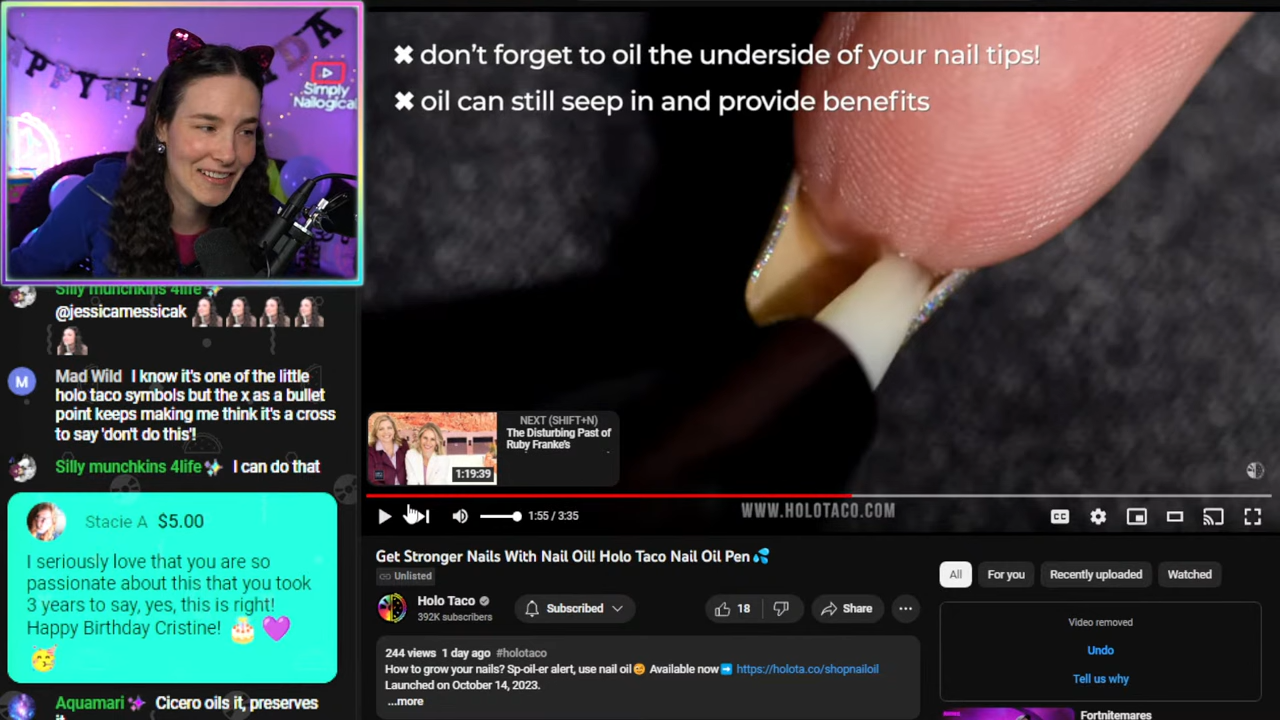 Simply
Nailogical
✖ don't forget to oil the underside of your nail tips!
✖ oil can still seep in and provide benefits
Silly munchkins 4life✨
@jessicamessicak
M
Mad Wild I know it's one of the little
holo taco symbols but the x as a bullet
point keeps making me think it's a cross
to say 'don't do this'!
Silly munchkins 4life✨ I can do that
Stacie A $5.00
I seriously love that you are so
passionate about this that you took
3 years to say, yes, this is right!
Happy Birthday Cristine! 🎂 💜
🥳
Aquamari✨ Cicero oils it, preserves
NEXT (SHIFT+N)
The Disturbing Past of
Ruby Franke's
1:19:39
1:55 / 3:35
WWW.HOLOTACO.COM
CC
Get Stronger Nails With Nail Oil! Holo Taco Nail Oil Pen💦
Unlisted
Holo Taco
392K subscribers
Subscribed
18
Share
244 views 1 day ago #holotaco
How to grow your nails? Sp-oil-er alert, use nail oil🫡 Available now➡️ https://holota.co/shopnailoil
Launched on October 14, 2023.
...more
All
For you
Recently uploaded
Watched
Video removed
Undo
Tell us why
Fortnitemares